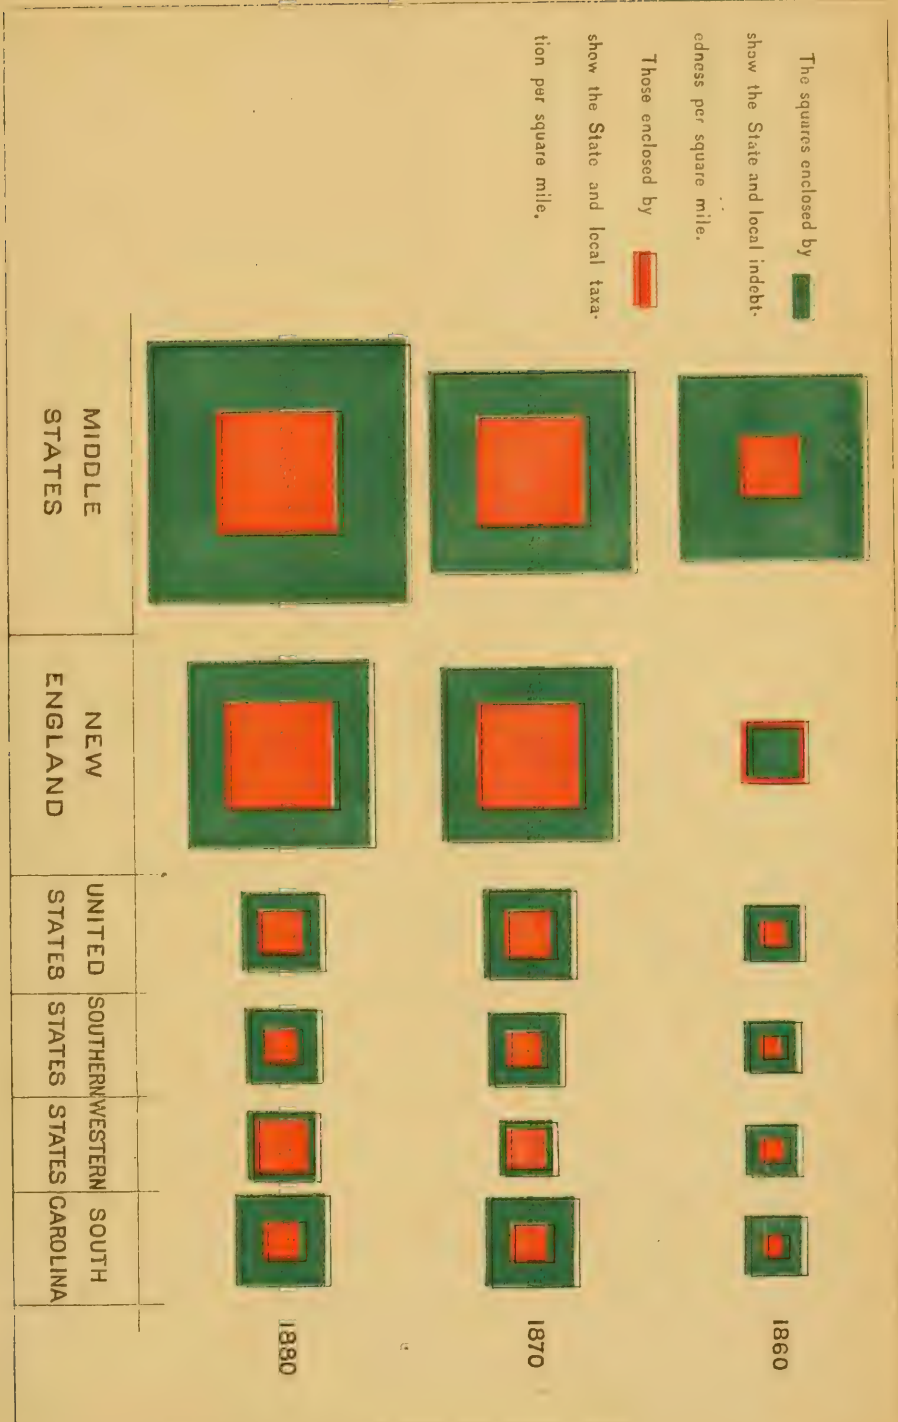 The squares enclosed by
show the State and local indebt-
edness per square mile.
Those enclosed by
show the State and local taxa-
tion per square mile.
1860
1870
1880
MIDDLE
STATES
NEW
ENGLAND
UNITED
STATES
SOUTHERN
STATES
WESTERN
STATES
SOUTH
CAROLINA